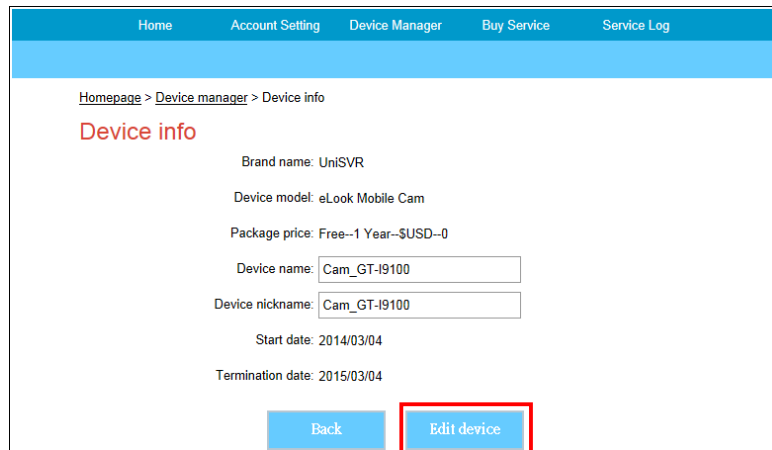 Home Account Setting Device Manager Buy Service Service Log
Homepage > Device manager > Device info
Device info
Brand name: UniSVR
Device model: eLook Mobile Cam
Package price: Free--1 Year--$USD--0
Device name: Cam_GT-I9100
Device nickname: Cam_GT-I9100
Start date: 2014/03/04
Termination date: 2015/03/04
Back Edit device